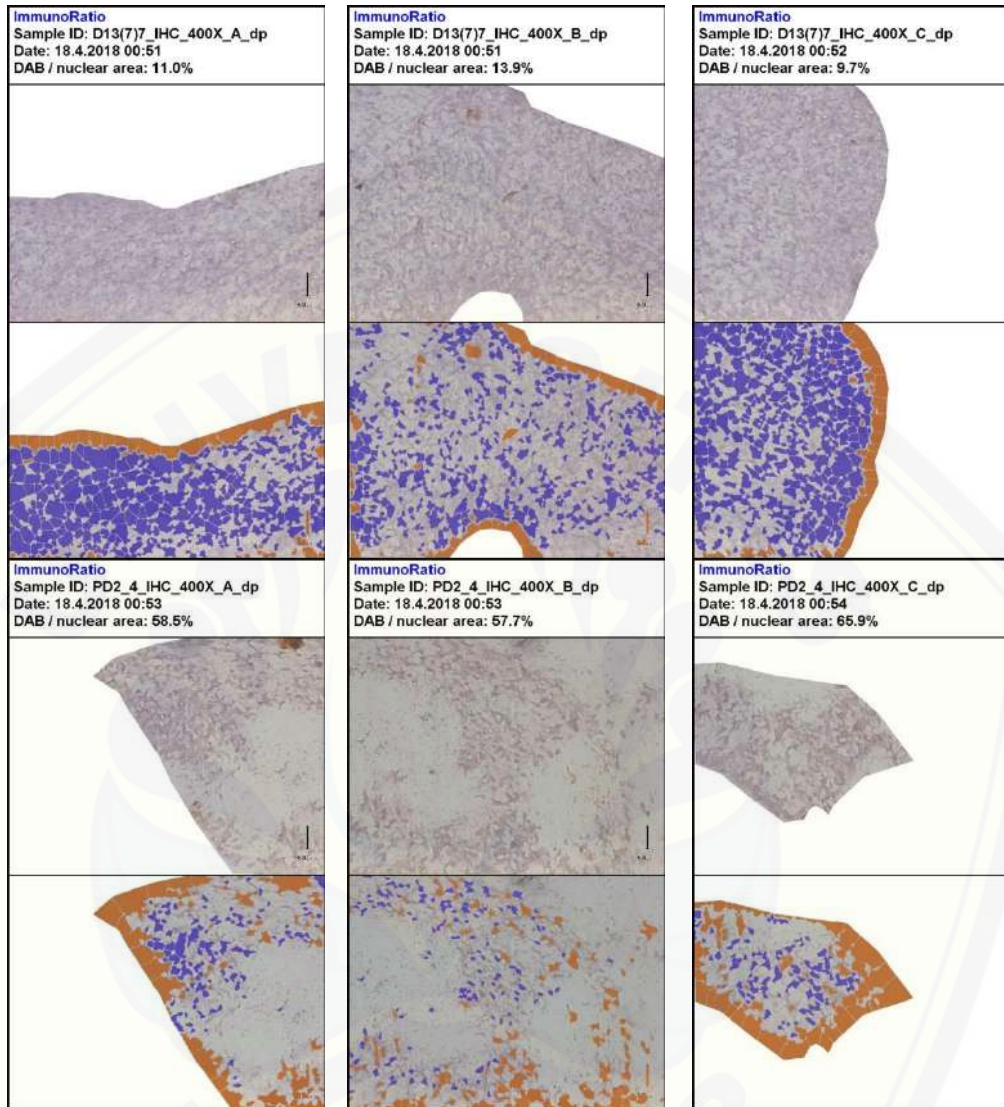 ImmunoRatio
Sample ID: D13(7)7_IHC_400X_A_dp
Date: 18.4.2018 00:51
DAB / nuclear area: 11.0%
ImmunoRatio
Sample ID: D13(7)7_IHC_400X_B_dp
Date: 18.4.2018 00:51
DAB / nuclear area: 13.9%
ImmunoRatio
Sample ID: D13(7)7_IHC_400X_C_dp
Date: 18.4.2018 00:52
DAB / nuclear area: 9.7%
ImmunoRatio
Sample ID: PD2_4_IHC_400X_A_dp
Date: 18.4.2018 00:53
DAB / nuclear area: 58.5%
ImmunoRatio
Sample ID: PD2_4_IHC_400X_B_dp
Date: 18.4.2018 00:53
DAB / nuclear area: 57.7%
ImmunoRatio
Sample ID: PD2_4_IHC_400X_C_dp
Date: 18.4.2018 00:54
DAB / nuclear area: 65.9%